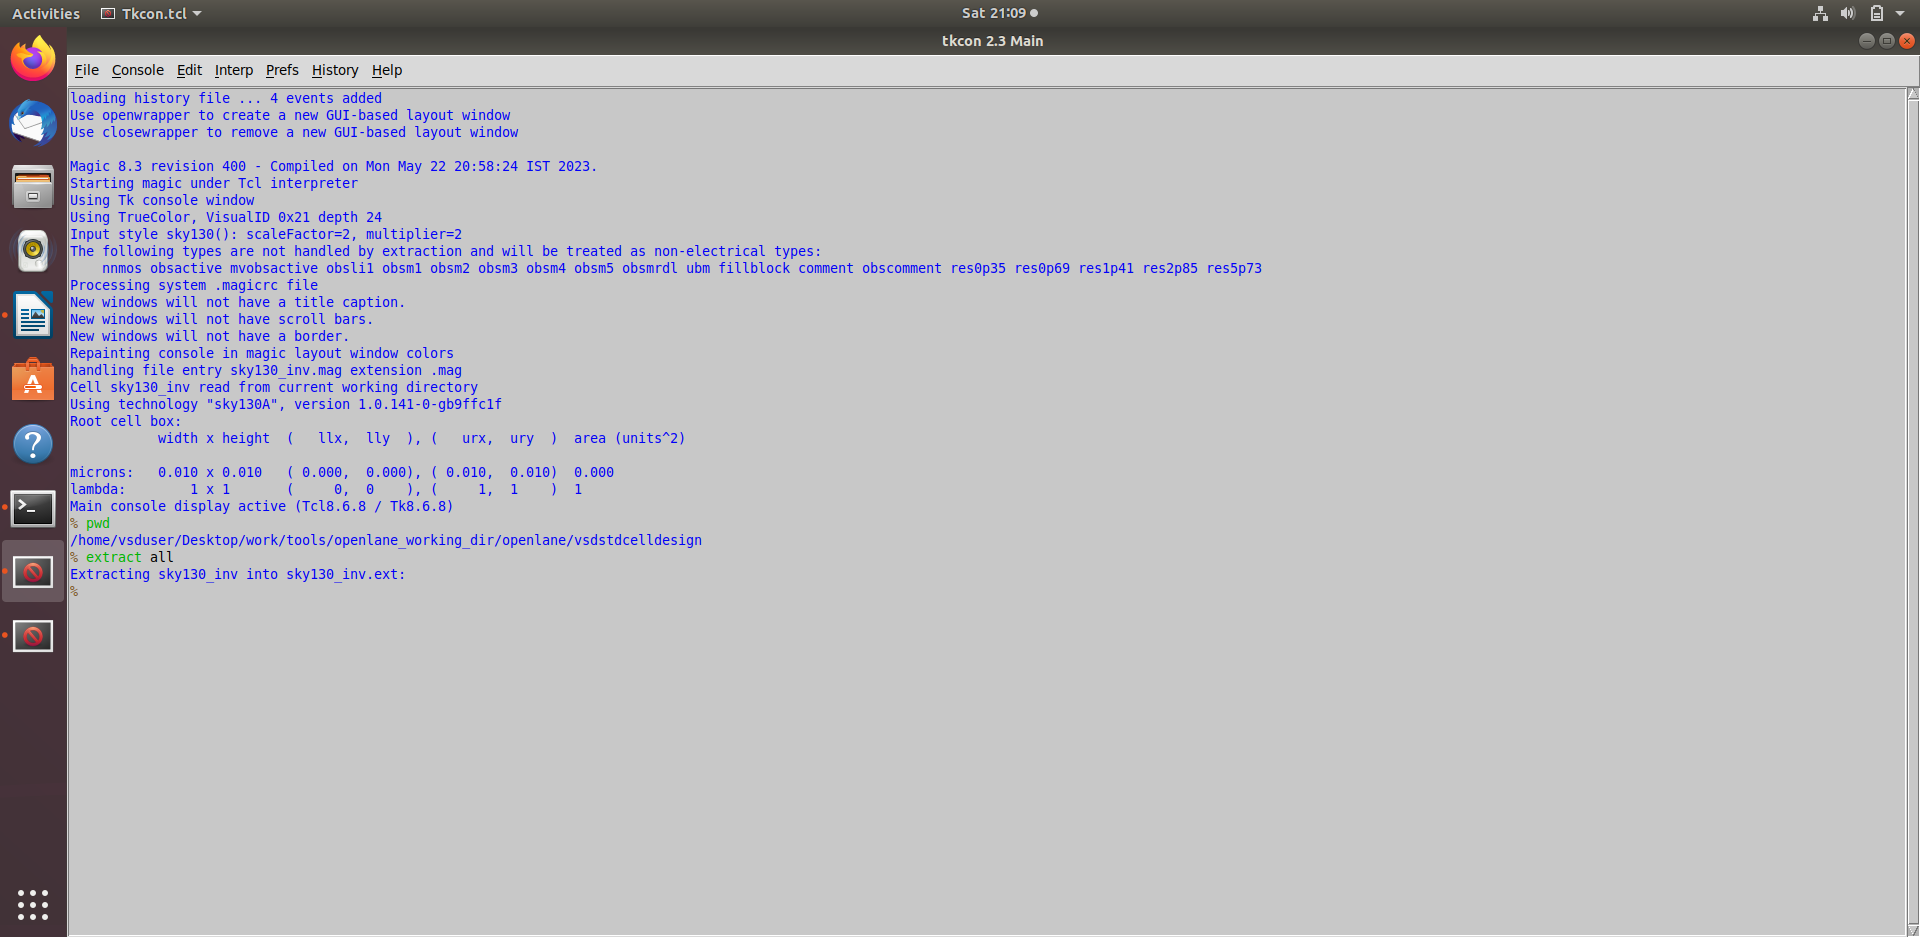 Activities Tkcon.tcl Sat 21:09
tkcon 2.3 Main
File Console Edit Interp Prefs History Help
loading history file ... 4 events added
Use openwrapper to create a new GUI-based layout window
Use closewrapper to remove a new GUI-based layout window
Magic 8.3 revision 400 - Compiled on Mon May 22 20:58:24 IST 2023.
Starting magic under Tcl interpreter
Using Tk console window
Using TrueColor, VisualID 0x21 depth 24
Input style sky130(): scaleFactor=2, multiplier=2
The following types are not handled by extraction and will be treated as non-electrical types:
nnmos obsactive mvobsactive obsli1 obsm1 obsm2 obsm3 obsm4 obsm5 obsmrdl ubm fillblock comment obscomment res0p35 res0p69 res1p41 res2p85 res5p73
Processing system .magicrc file
New windows will not have a title caption.
New windows will not have scroll bars.
New windows will not have a border.
Repainting console in magic layout window colors
handling file entry sky130_inv.mag extension .mag
Cell sky130_inv read from current working directory
Using technology "sky130A", version 1.0.141-0-gb9ffc1f
Root cell box:
width x height ( llx, lly ), ( urx, ury ) area (units^2)
microns: 0.010 x 0.010 ( 0.000, 0.000), ( 0.010, 0.010) 0.000
lambda: 1 x 1 ( 0, 0 ), ( 1, 1 ) 1
Main console display active (Tcl8.6.8 / Tk8.6.8)
% pwd
/home/vsduser/Desktop/work/tools/openlane_working_dir/openlane/vsdstdcelldesign
% extract all
Extracting sky130_inv into sky130_inv.ext:
%